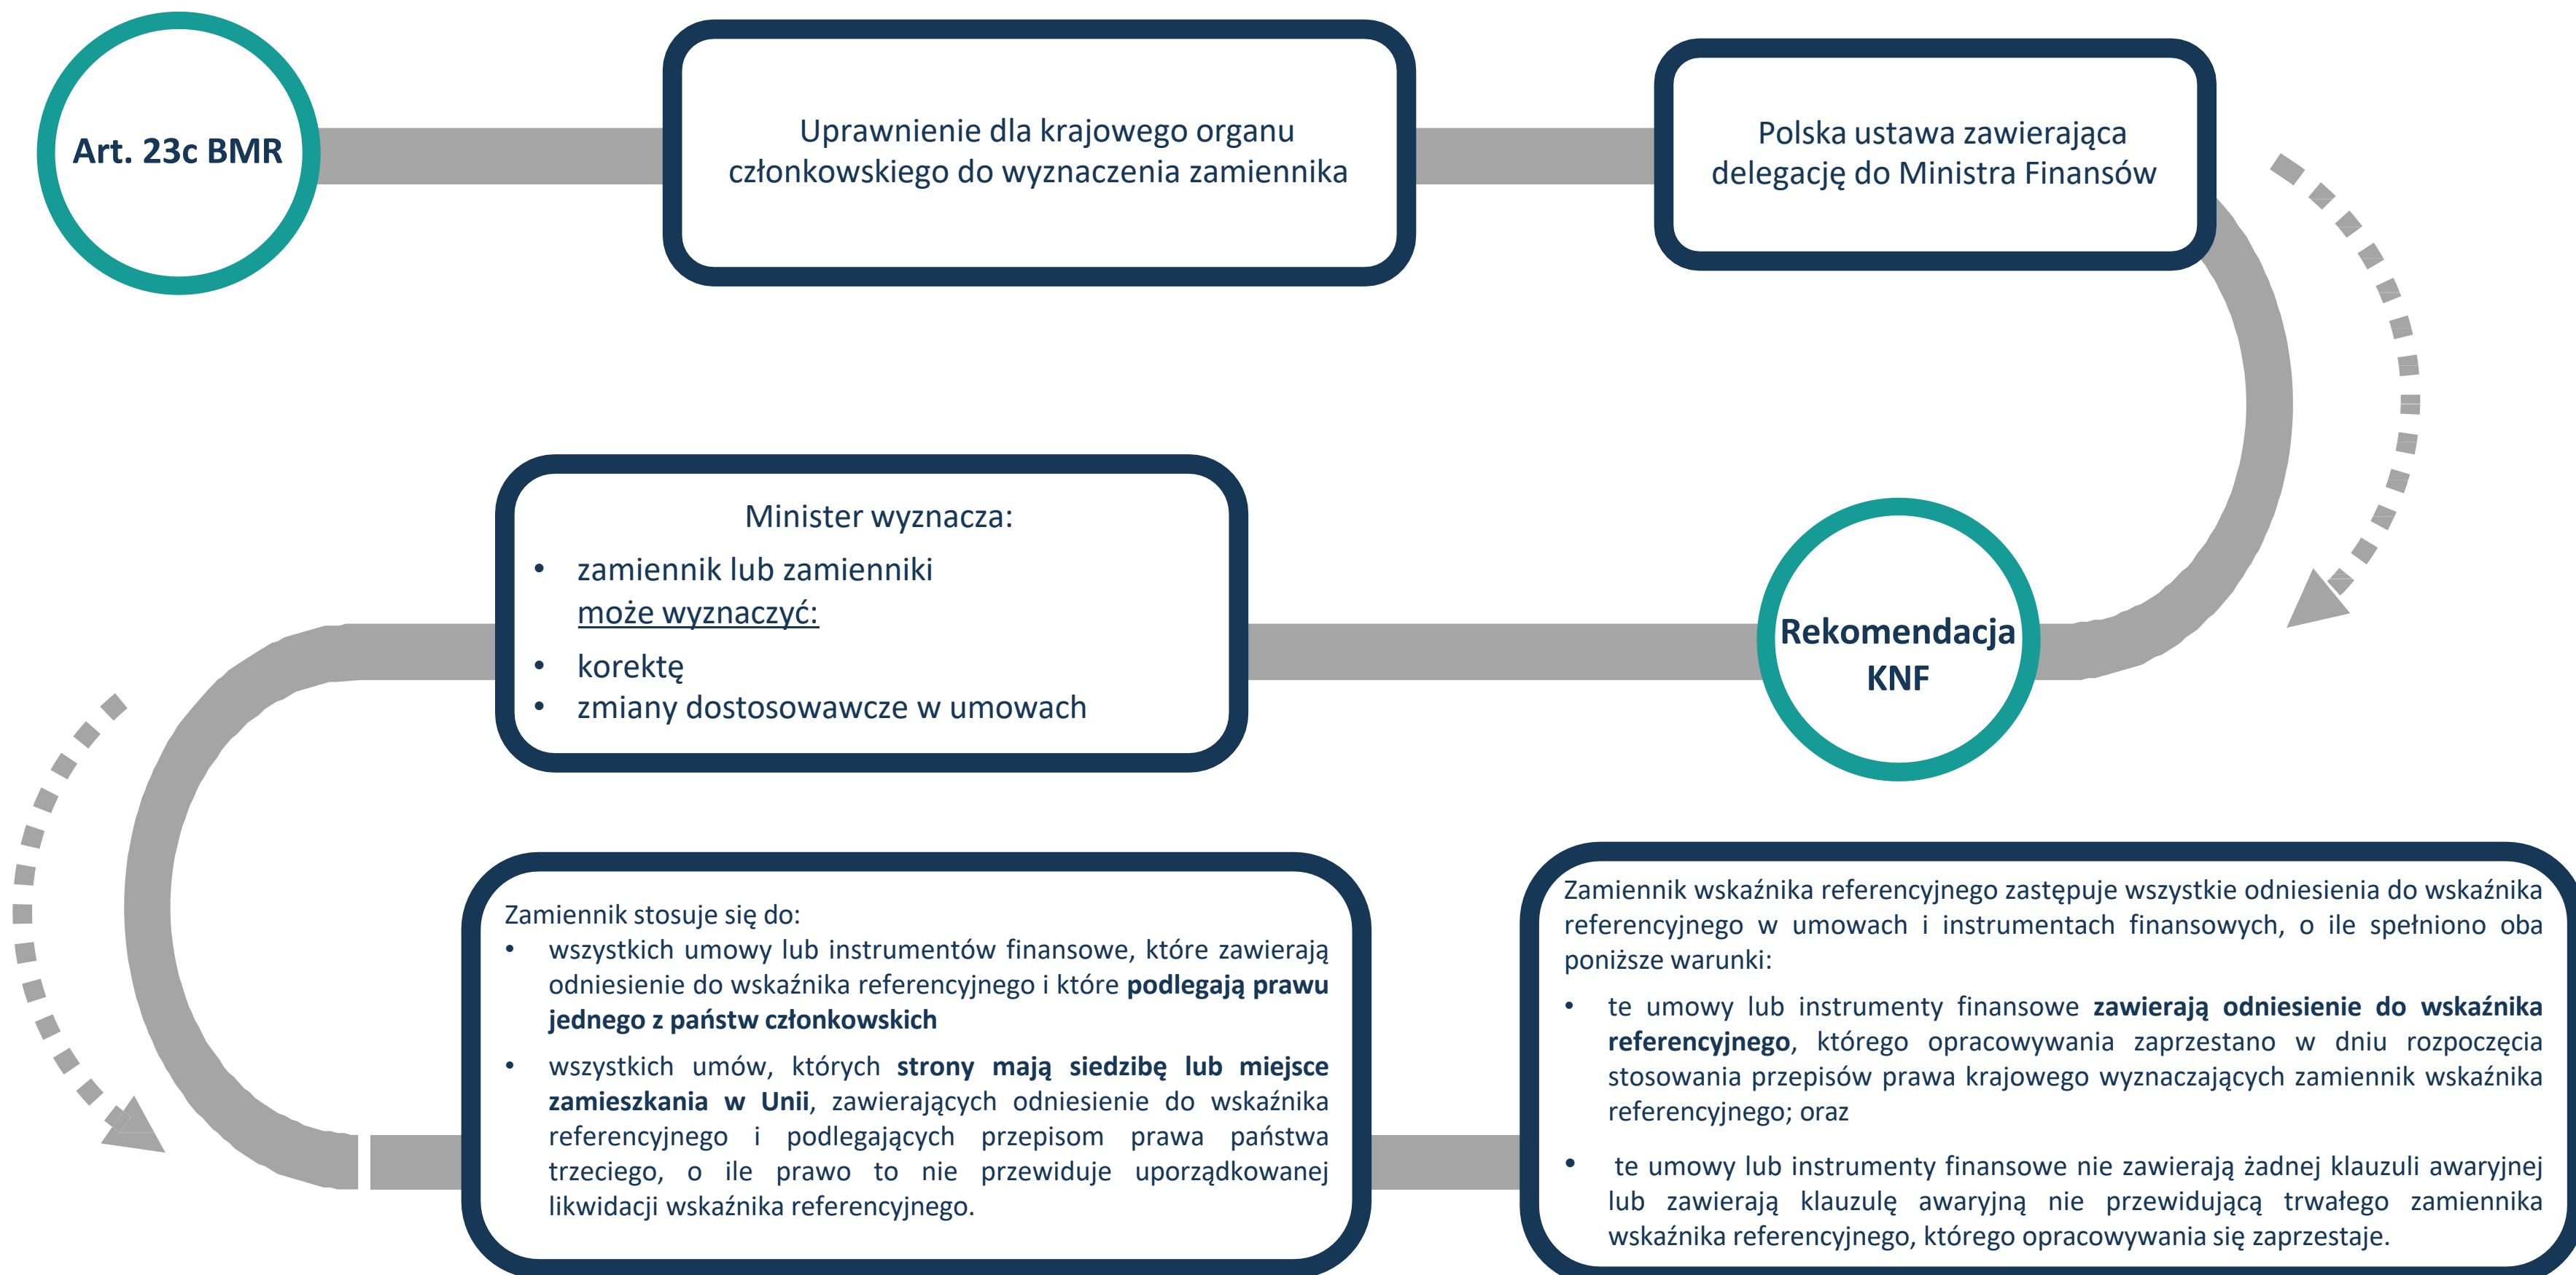 Art. 23c BMR
Uprawnienie dla krajowego organu
członkowskiego do wyznaczenia zamiennika
Polska ustawa zawierająca
delegację do Ministra Finansów
Rekomendacja
KNF
Minister wyznacza:
• zamiennik lub zamienniki
może wyznaczyć:
• korektę
• zmiany dostosowawcze w umowach
Zamiennik stosuje się do:
• wszystkich umowy lub instrumentów finansowe, które zawierają
odniesienie do wskaźnika referencyjnego i które podlegają prawu
jednego z państw członkowskich
• wszystkich umów, których strony mają siedzibę lub miejsce
zamieszkania w Unii, zawierających odniesienie do wskaźnika
referencyjnego i podlegających przepisom prawa państwa
trzeciego, o ile prawo to nie przewiduje uporządkowanej
likwidacji wskaźnika referencyjnego.
Zamiennik wskaźnika referencyjnego zastępuje wszystkie odniesienia do wskaźnika
referencyjnego w umowach i instrumentach finansowych, o ile spełniono oba
poniższe warunki:
• te umowy lub instrumenty finansowe zawierają odniesienie do wskaźnika
referencyjnego, którego opracowywania zaprzestano w dniu rozpoczęcia
stosowania przepisów prawa krajowego wyznaczających zamiennik wskaźnika
referencyjnego; oraz
• te umowy lub instrumenty finansowe nie zawierają żadnej klauzuli awaryjnej
lub zawierają klauzulę awaryjną nie przewidującą trwałego zamiennika
wskaźnika referencyjnego, którego opracowywania się zaprzestaje.